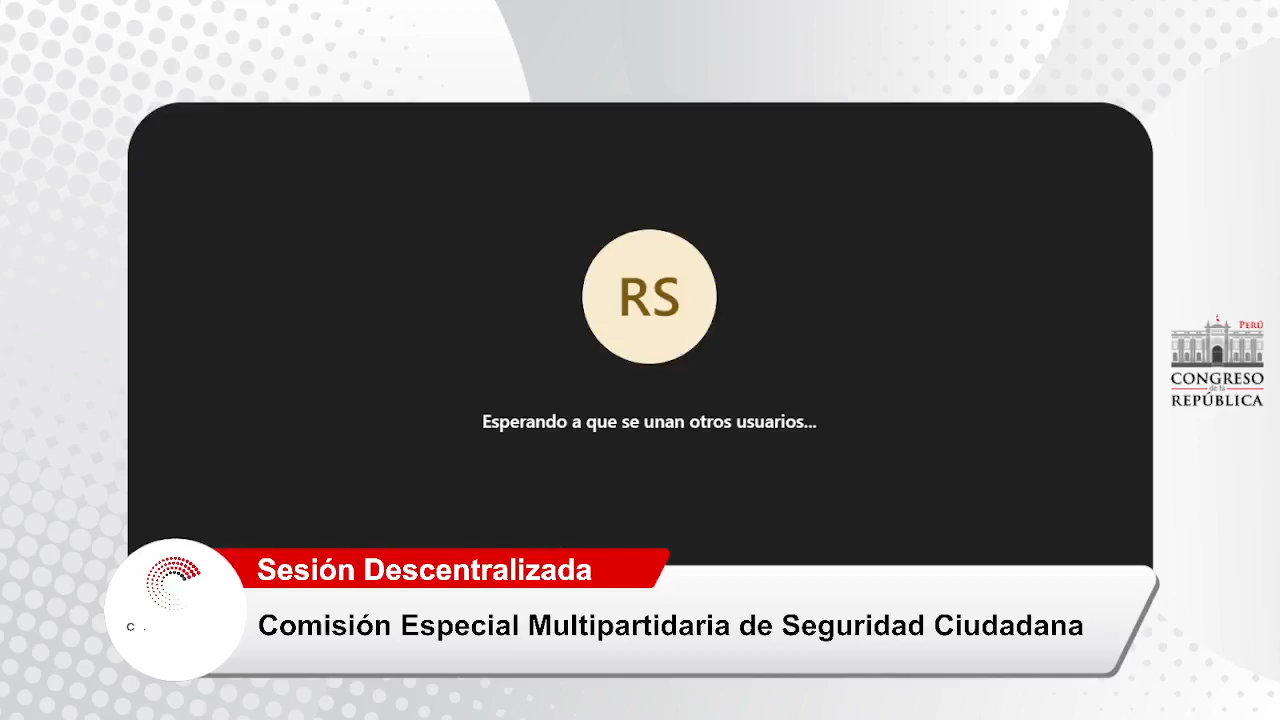 RS
Esperando a que se unan otros usuarios...
PERÚ
CONGRESO
de la
REPÚBLICA
Sesión Descentralizada
C .
Comisión Especial Multipartidaria de Seguridad Ciudadana